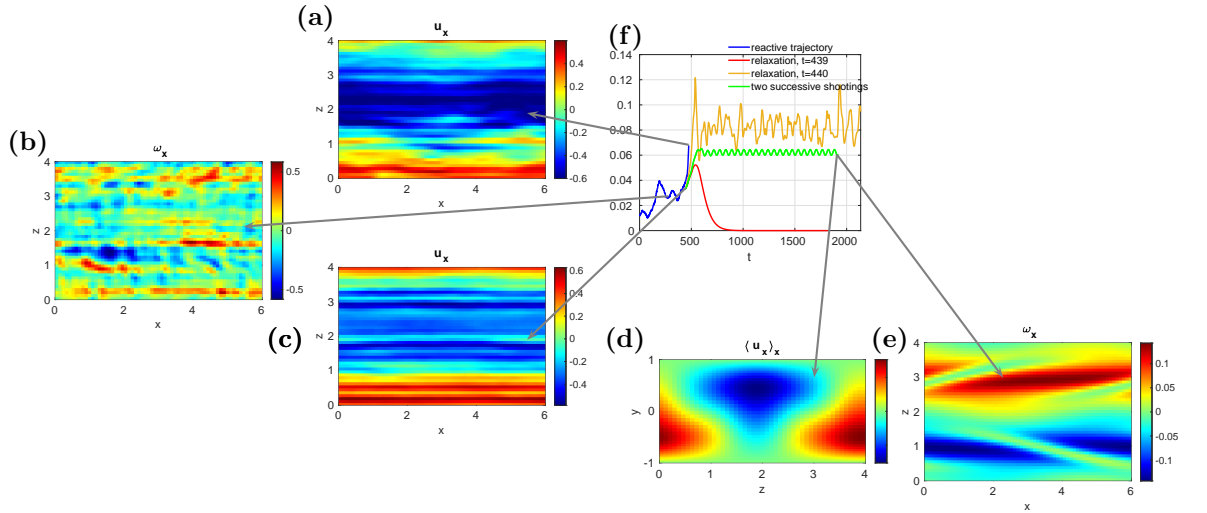 (a)
u_x
4
3
2
1
0
z
0 2 4 6
x
0.4
0.2
0
-0.2
-0.4
-0.6
(b)
ω_x
4
3
2
1
0
z
0 2 4 6
x
0.5
0
-0.5
(c)
u_x
4
3
2
1
0
z
0 2 4 6
x
0.6
0.4
0.2
0
-0.2
-0.4
(f)
reactive trajectory
relaxation, t=439
relaxation, t=440
two successive shootings
0.14
0.12
0.1
0.08
0.06
0.04
0.02
0
0 500 1000 1500 2000
t
(d)
⟨ u_x⟩_x
1
0
-1
y
0 1 2 3 4
z
(e)
ω_x
4
3
2
1
0
z
0 2 4 6
x
0.1
0.05
0
-0.05
-0.1